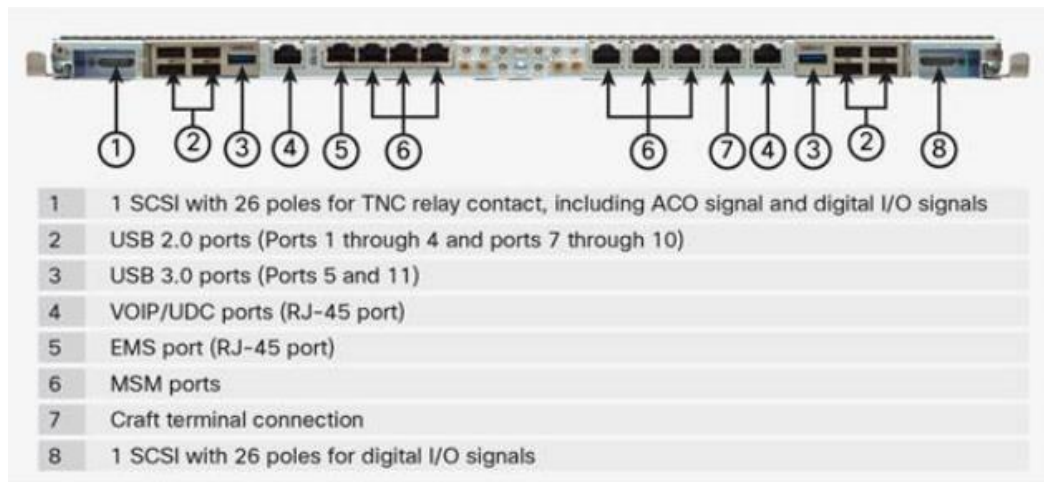 1 2 3 4 5 6 6 7 4 3 2 8
1 1 SCSI with 26 poles for TNC relay contact, including ACO signal and digital I/O signals
2 USB 2.0 ports (Ports 1 through 4 and ports 7 through 10)
3 USB 3.0 ports (Ports 5 and 11)
4 VOIP/UDC ports (RJ-45 port)
5 EMS port (RJ-45 port)
6 MSM ports
7 Craft terminal connection
8 1 SCSI with 26 poles for digital I/O signals